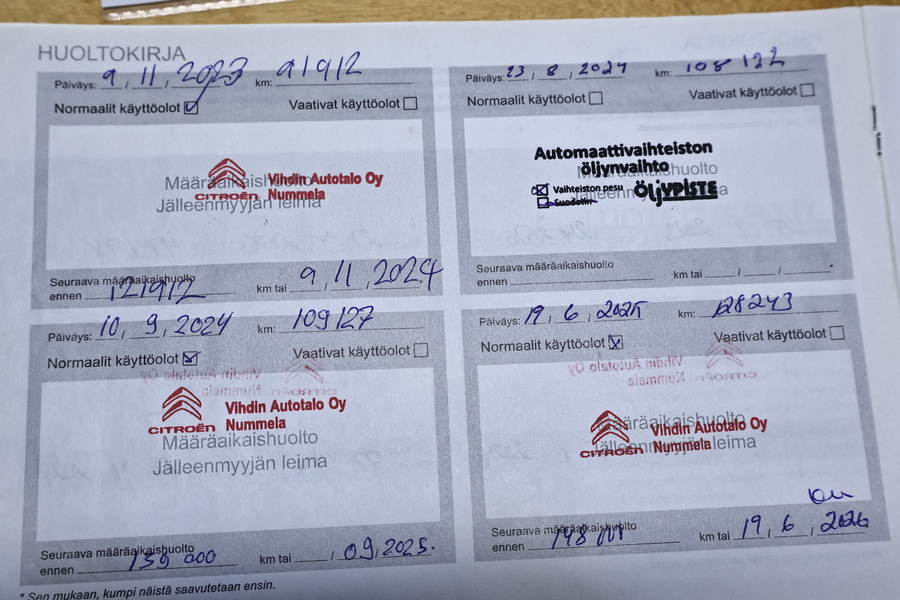 HUOLTOKIRJA
Päiväys: 9, 11, 2023 km: 91912
Normaalit käyttöolot Vaativat käyttöolot
Määräaikaishuolto
Jälleenmyyjän leima
CITROËN Vihdin Autotalo Oy
Nummela
Seuraava määräaikaishuolto
ennen 121912 km tai 9, 11, 2024
Päiväys: 23, 8, 2024 km: 108122
Normaalit käyttöolot Vaativat käyttöolot
Määräaikaishuolto
Jälleenmyyjän leima
Automaattivaihteiston
öljynvaihto
Vaihteiston pesu
Suodatin
ÖLJYPISTE
Seuraava määräaikaishuolto
ennen km tai / /
Päiväys: 10, 9, 2024 km: 109127
Normaalit käyttöolot Vaativat käyttöolot
CITROËN Vihdin Autotalo Oy
Nummela
Määräaikaishuolto
Jälleenmyyjän leima
Seuraava määräaikaishuolto
ennen 139 000 km tai / 09, 2025.
Päiväys: 19, 6, 2025 km: 128243
Normaalit käyttöolot Vaativat käyttöolot
Määräaikaishuolto
Jälleenmyyjän leima
CITROËN Vihdin Autotalo Oy
Nummela
Seuraava määräaikaishuolto
ennen km tai 19, 6, 2026
* Sen mukaan, kumpi näistä saavutetaan ensin.